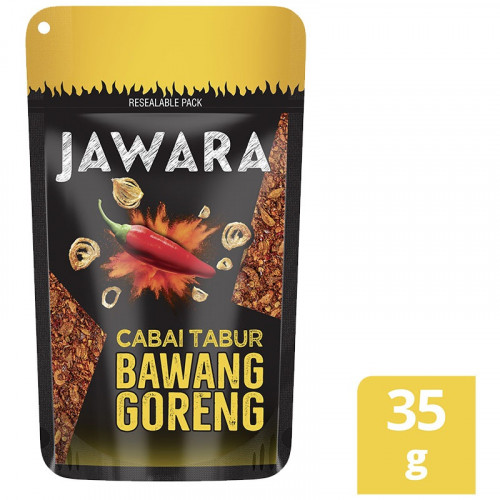 RESEALABLE PACK
JAWARA
CABAI TABUR
BAWANG
GORENG
35
g